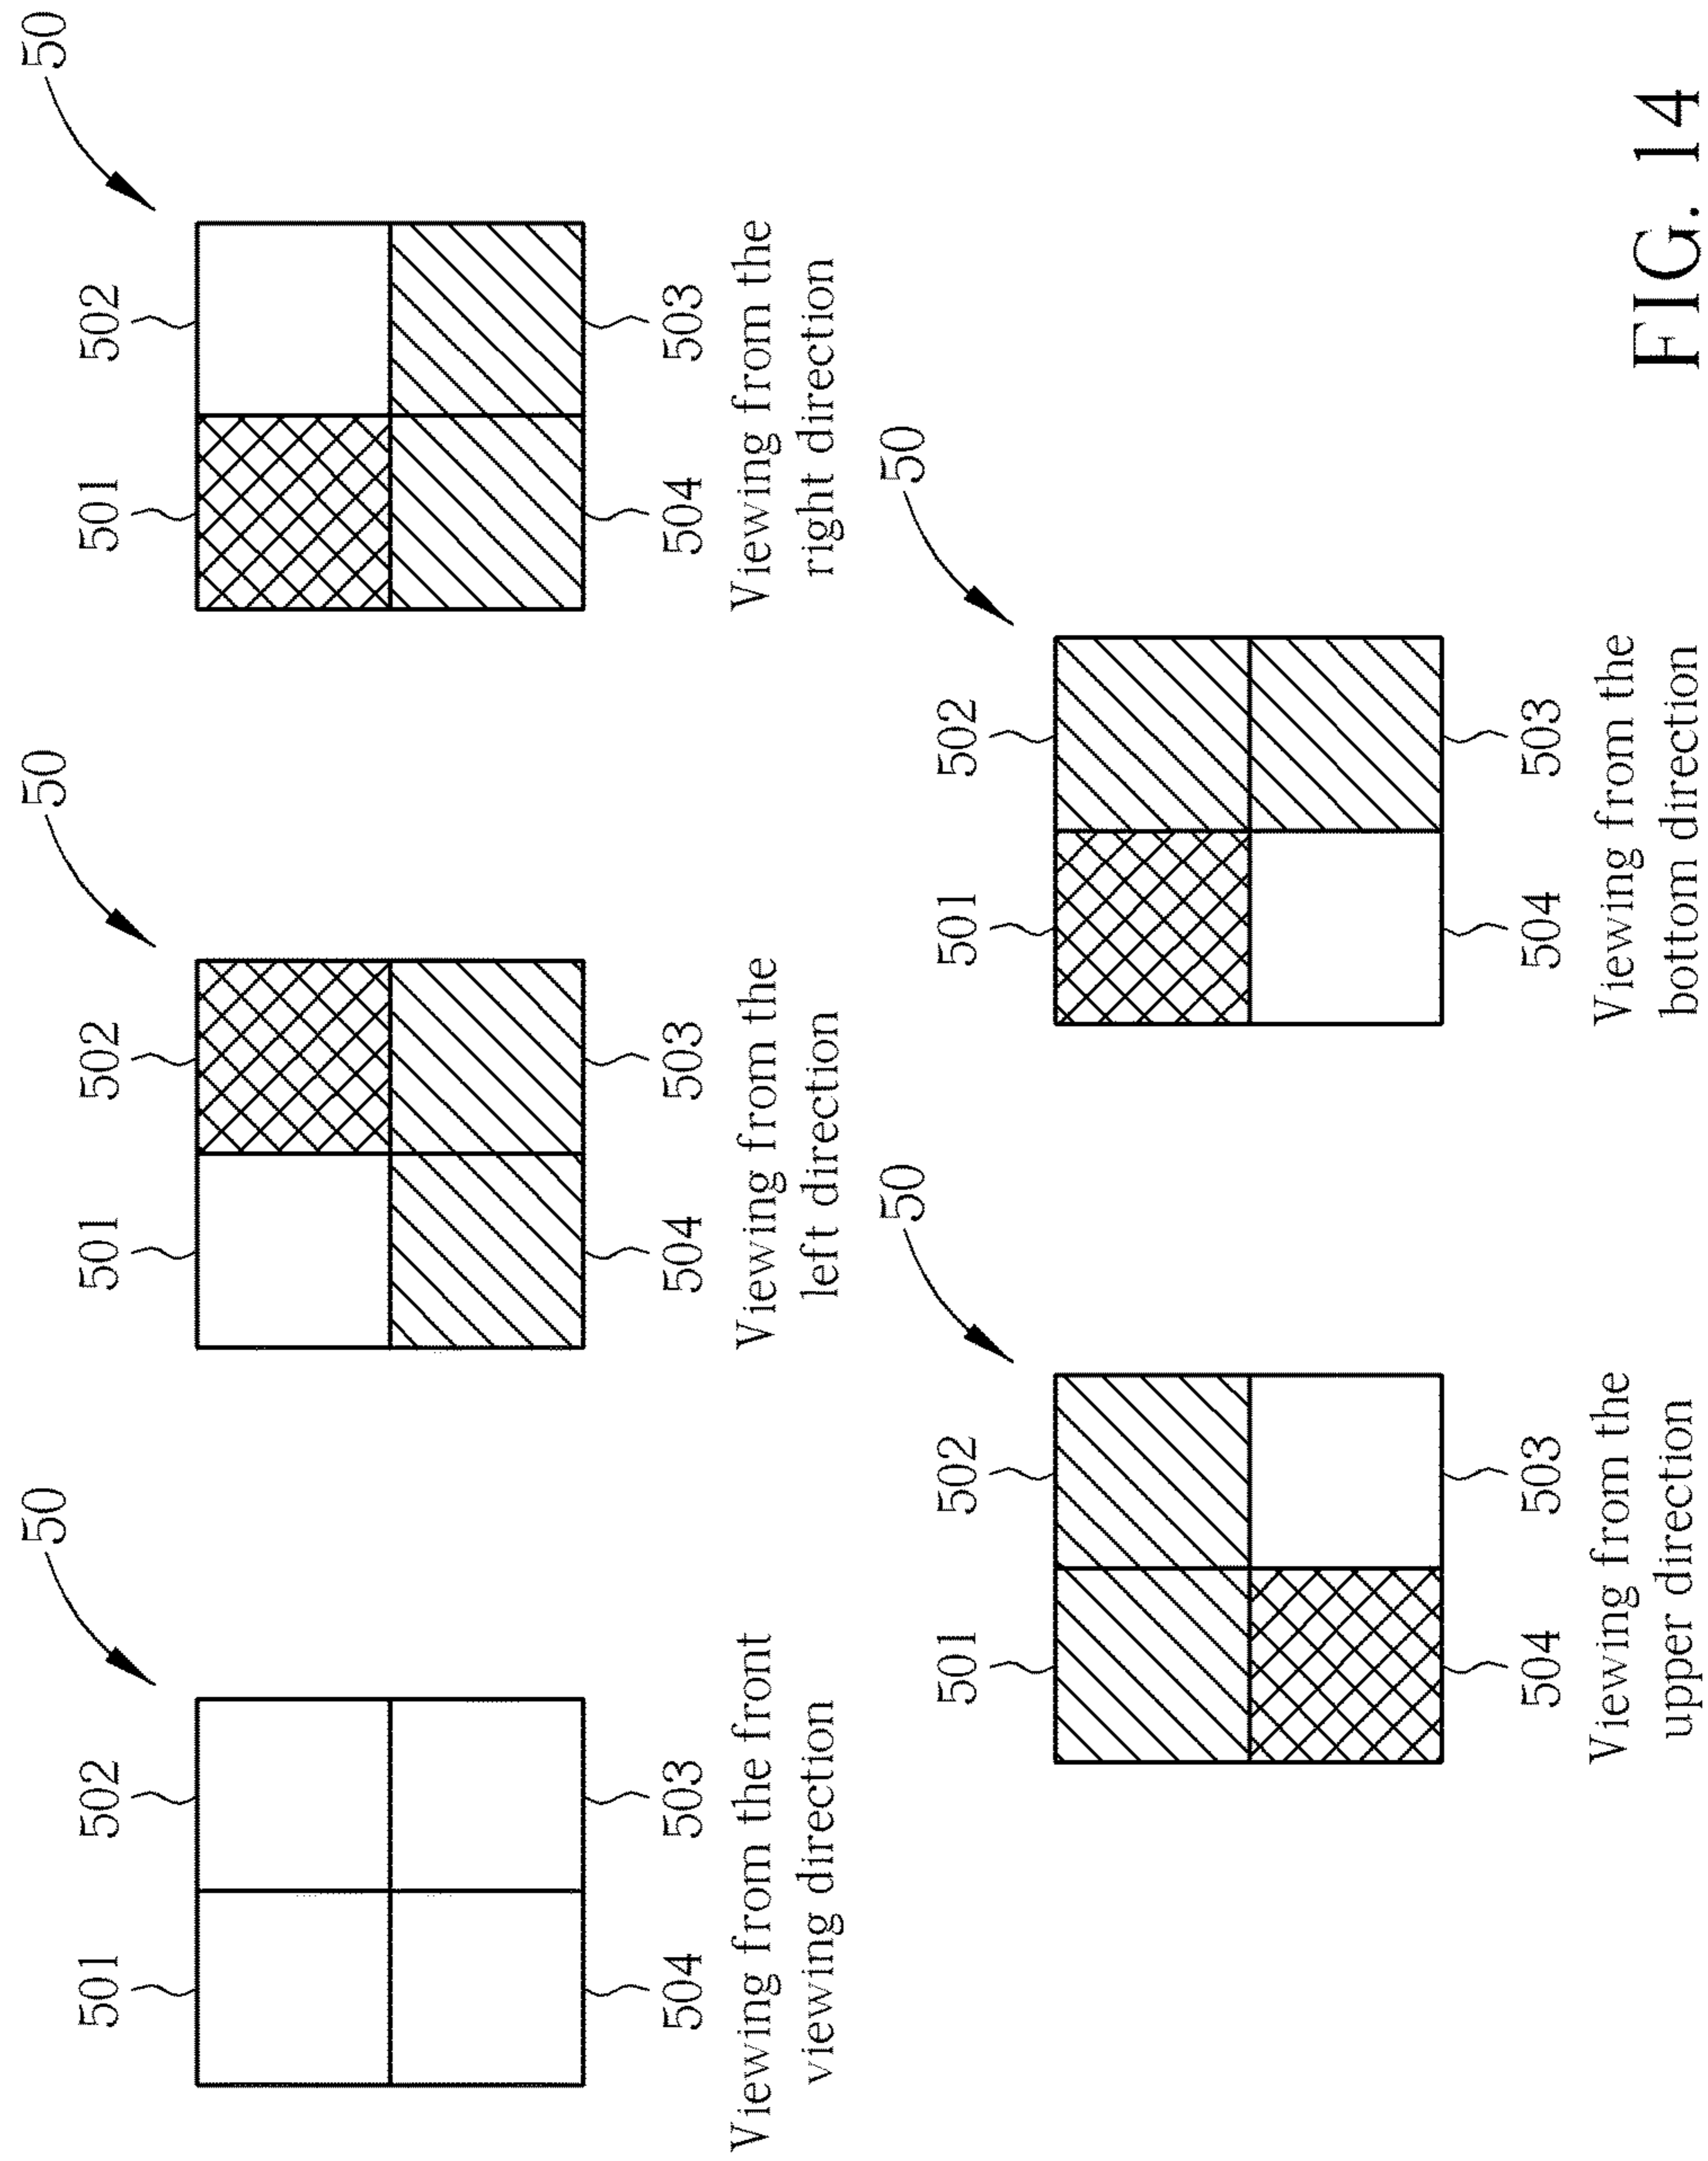 50
501
502
504
503
Viewing from the front
viewing direction
50
501
502
504
503
Viewing from the
left direction
50
501
502
504
503
Viewing from the
right direction
50
501
502
504
503
Viewing from the
upper direction
50
501
502
504
503
Viewing from the
bottom direction
FIG. 14